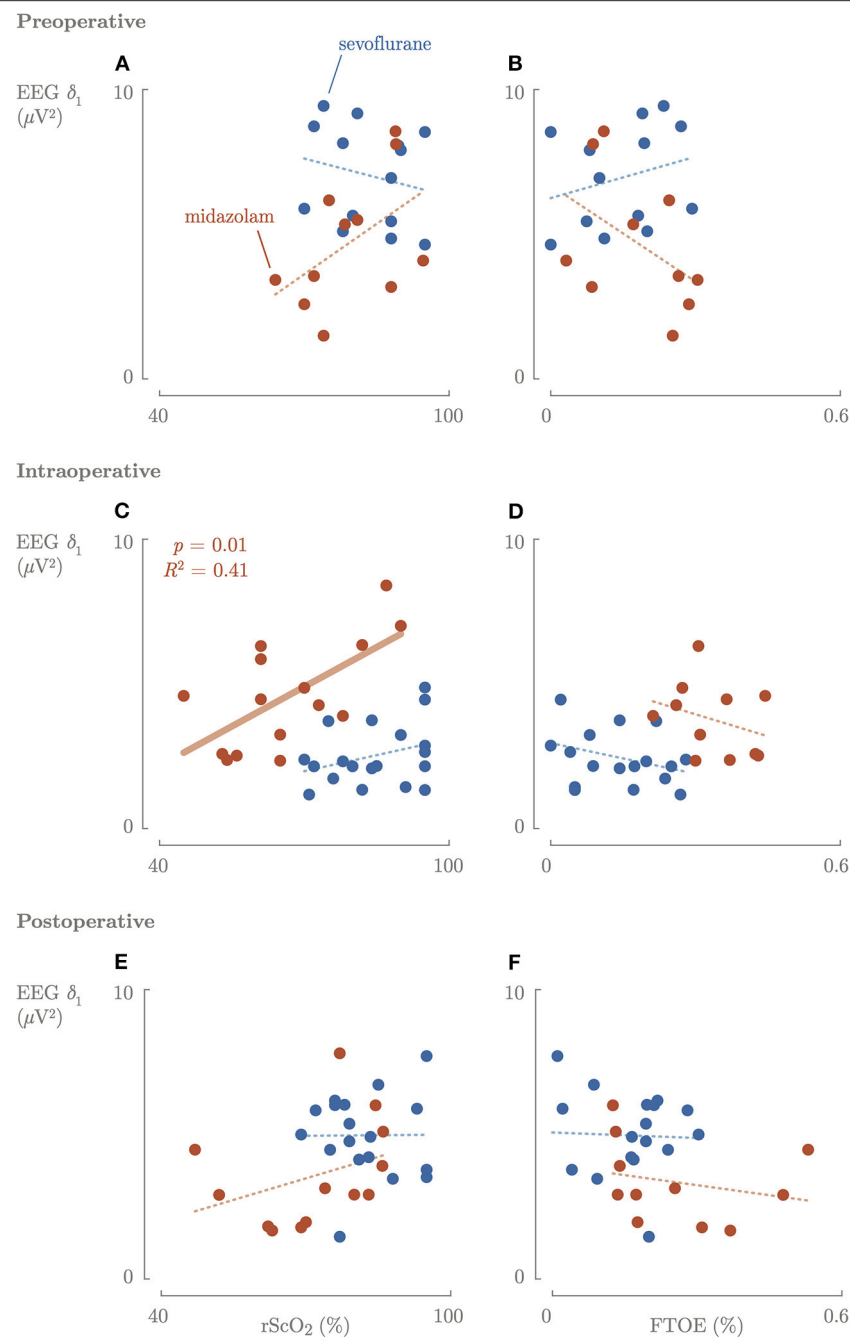 Preoperative
sevoflurane
A
B
EEG δ₁
(μV²)
10
10
midazolam
0
0
40
100
0
0.6
Intraoperative
C
D
EEG δ₁
(μV²)
10
p = 0.01
R² = 0.41
10
0
0
40
100
0
0.6
Postoperative
E
F
EEG δ₁
(μV²)
10
10
0
0
40
rScO₂ (%)
100
0
FTOE (%)
0.6